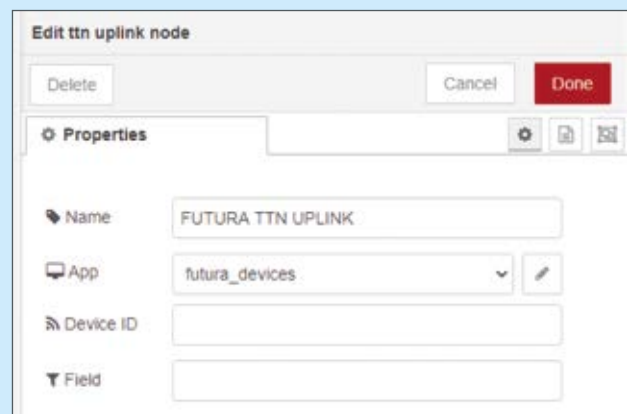 Edit ttn uplink node
Delete Cancel Done
Properties
Name FUTURA TTN UPLINK
App futura_devices
Device ID
Field